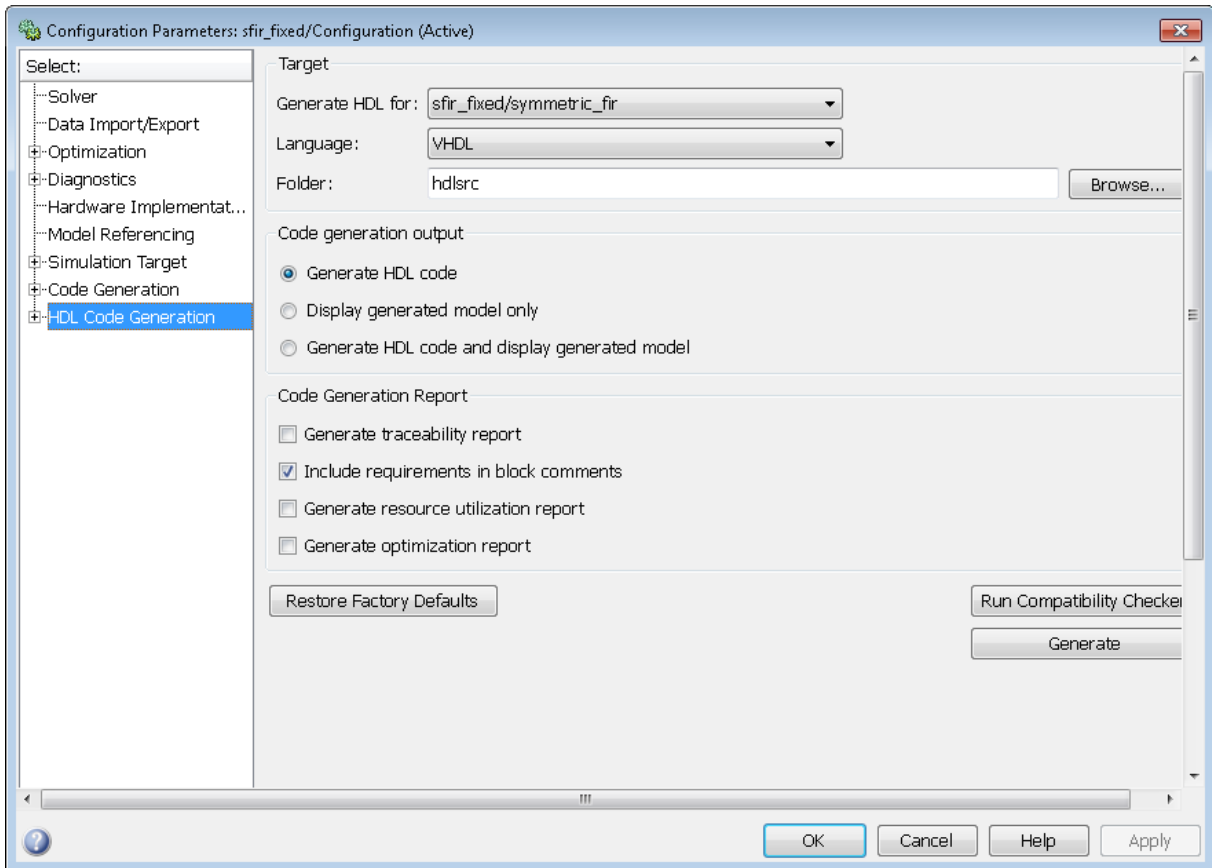 Configuration Parameters: sfir_fixed/Configuration (Active)
Select:
Solver
Data Import/Export
Optimization
Diagnostics
Hardware Implementat...
Model Referencing
Simulation Target
Code Generation
HDL Code Generation
Target
Generate HDL for: sfir_fixed/symmetric_fir
Language: VHDL
Folder: hdlsrc Browse...
Code generation output
Generate HDL code
Display generated model only
Generate HDL code and display generated model
Code Generation Report
Generate traceability report
Include requirements in block comments
Generate resource utilization report
Generate optimization report
Restore Factory Defaults Run Compatibility Checker
Generate
OK Cancel Help Apply